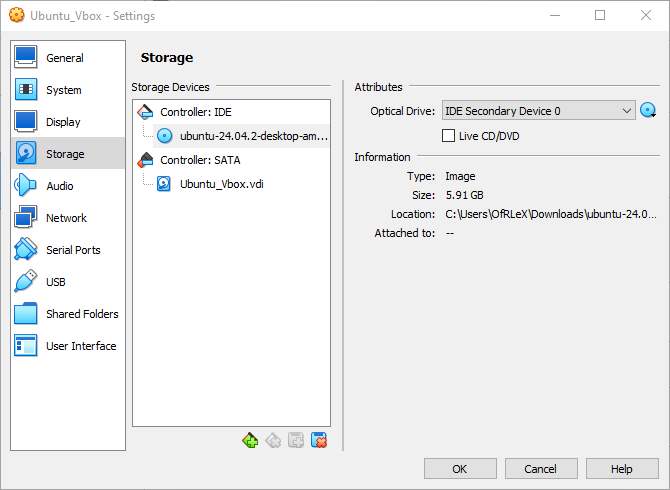 Ubuntu_Vbox - Settings
General
System
Display
Storage
Audio
Network
Serial Ports
USB
Shared Folders
User Interface
Storage
Storage Devices
Controller: IDE
ubuntu-24.04.2-desktop-am...
Controller: SATA
Ubuntu_Vbox.vdi
Attributes
Optical Drive: IDE Secondary Device 0
Live CD/DVD
Information
Type: Image
Size: 5.91 GB
Location: C:\Users\OfRLeX\Downloads\ubuntu-24.0...
Attached to: --
OK Cancel Help